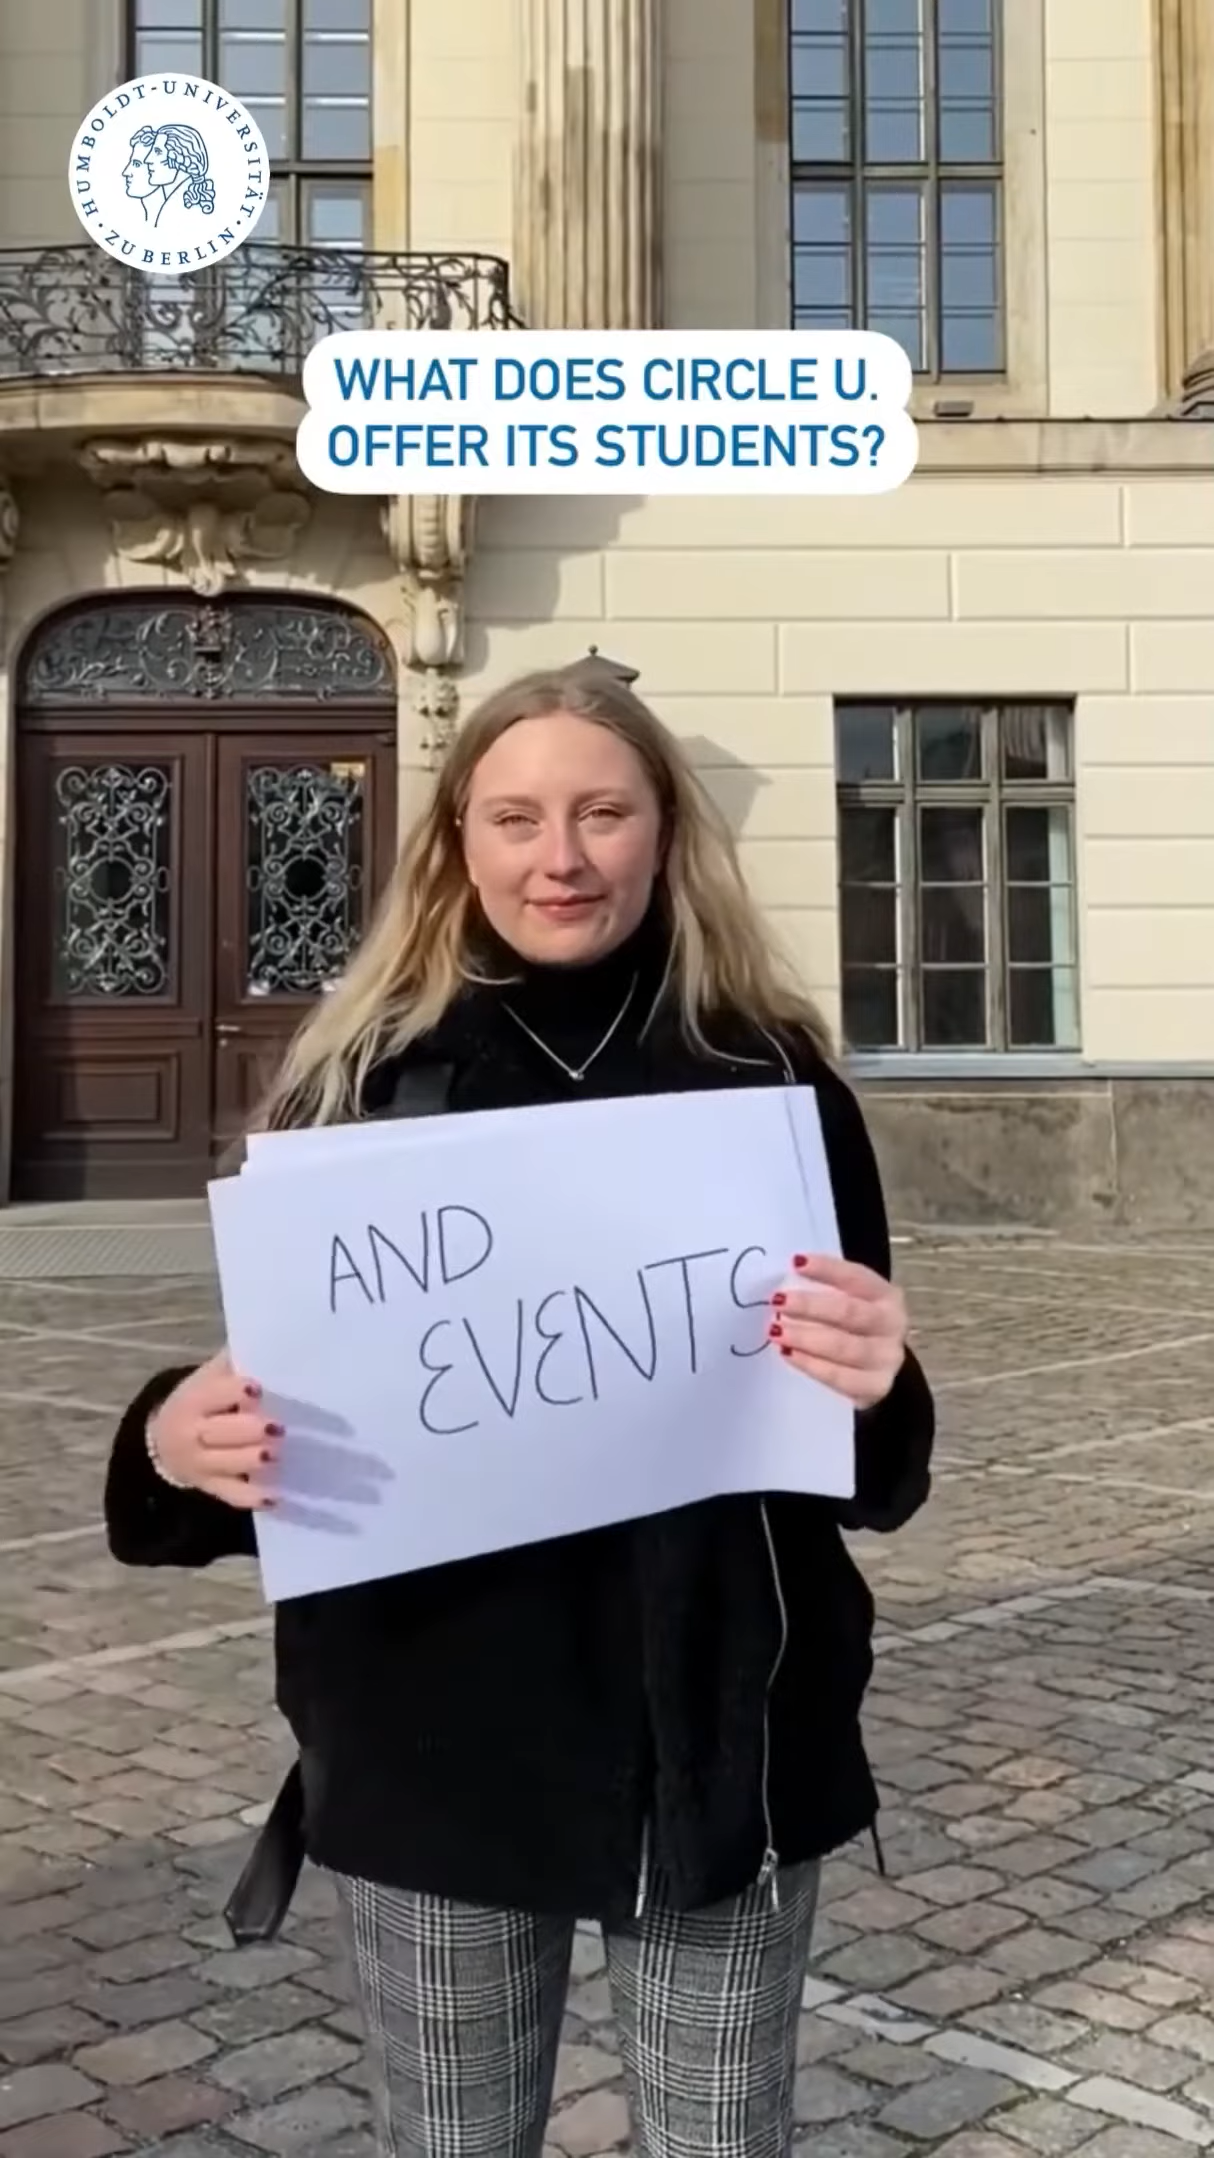 HUMBOLDT-UNIVERSITÄT
· ZU BERLIN ·
WHAT DOES CIRCLE U.
OFFER ITS STUDENTS?
AND
EVENTS